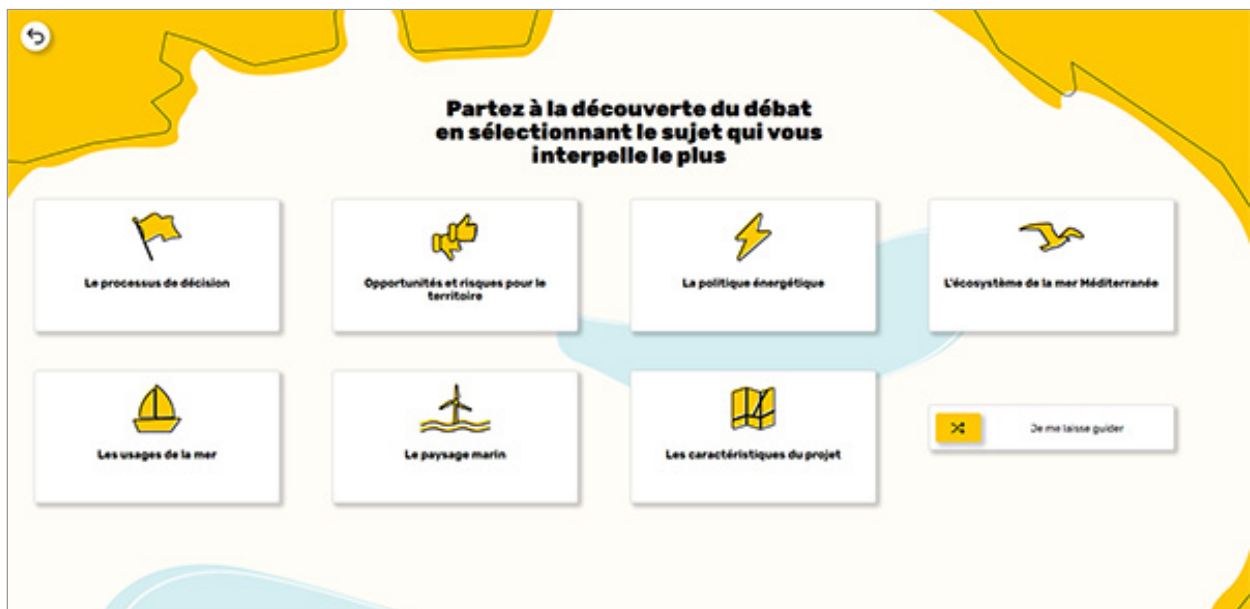 Partez à la découverte du débat
en sélectionnant le sujet qui vous
interpelle le plus
Le processus de décision
Opportunités et risques pour le
territoire
La politique énergétique
L'écosystème de la mer Méditerranée
Les usages de la mer
Le paysage marin
Les caractéristiques du projet
Je me laisse guider